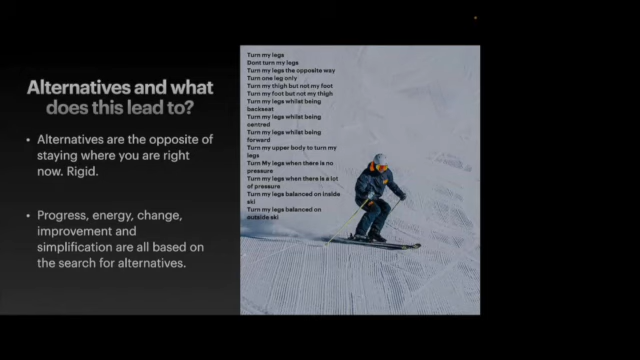 Alternatives and what
does this lead to?
• Alternatives are the opposite of
staying where you are right
now. Rigid.
• Progress, energy, change,
improvement and
simplification are all based on
the search for alternatives.
Turn my legs
Dont turn my legs
Turn my legs the opposite way
Turn one leg only
Turn my thigh but not my foot
Turn my foot but not my thigh
Turn my legs whilst being
backseat
Turn my legs whilst being
centred
Turn my legs whilst being
forward
Turn my upper body to turn my
legs
Turn My legs when there is no
pressure
Turn my legs when there is a lot
of pressure
Turn my legs balanced on inside
ski
Turn my legs balanced on
outside ski